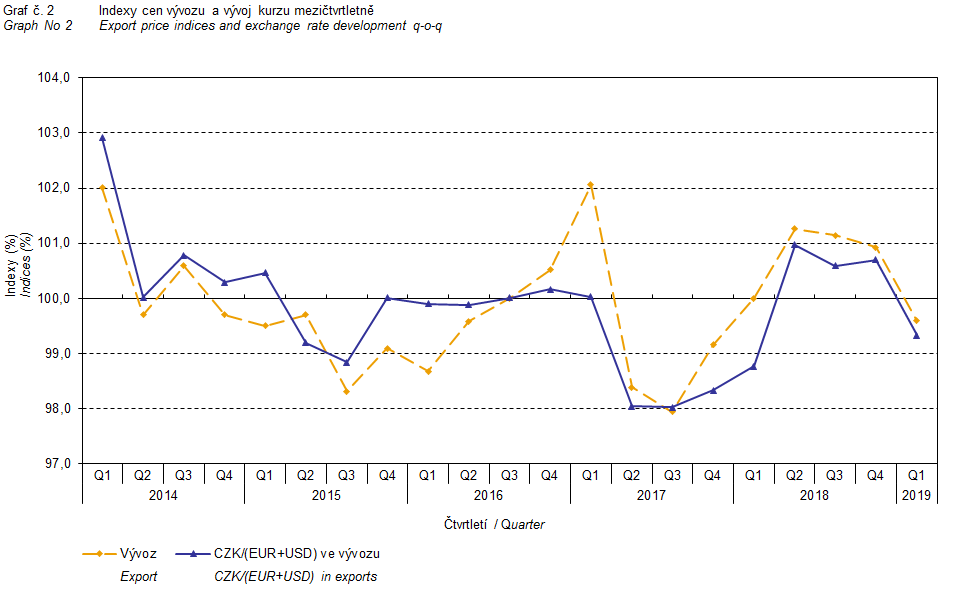 Graf č. 2 Indexy cen vývozu a vývoj kurzu mezičtvrtletně
Graph No 2 Export price indices and exchange rate development q-o-q
104,0
103,0
102,0
101,0
100,0
99,0
98,0
97,0
Indexy (%)
Indices (%)
Q1 Q2 Q3 Q4 Q1 Q2 Q3 Q4 Q1 Q2 Q3 Q4 Q1 Q2 Q3 Q4 Q1 Q2 Q3 Q4 Q1
2014 2015 2016 2017 2018 2019
Čtvrtletí / Quarter
Vývoz CZK/(EUR+USD) ve vývozu
Export CZK/(EUR+USD) in exports